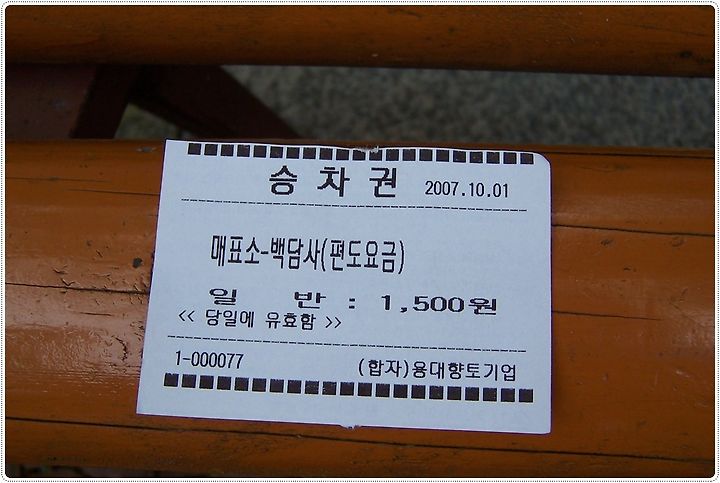 승차권 2007.10.01
매표소-백담사(편도요금)
일 반 : 1,500원
<< 당일에 유효함 >>
1-000077 (합자)용대향토기업